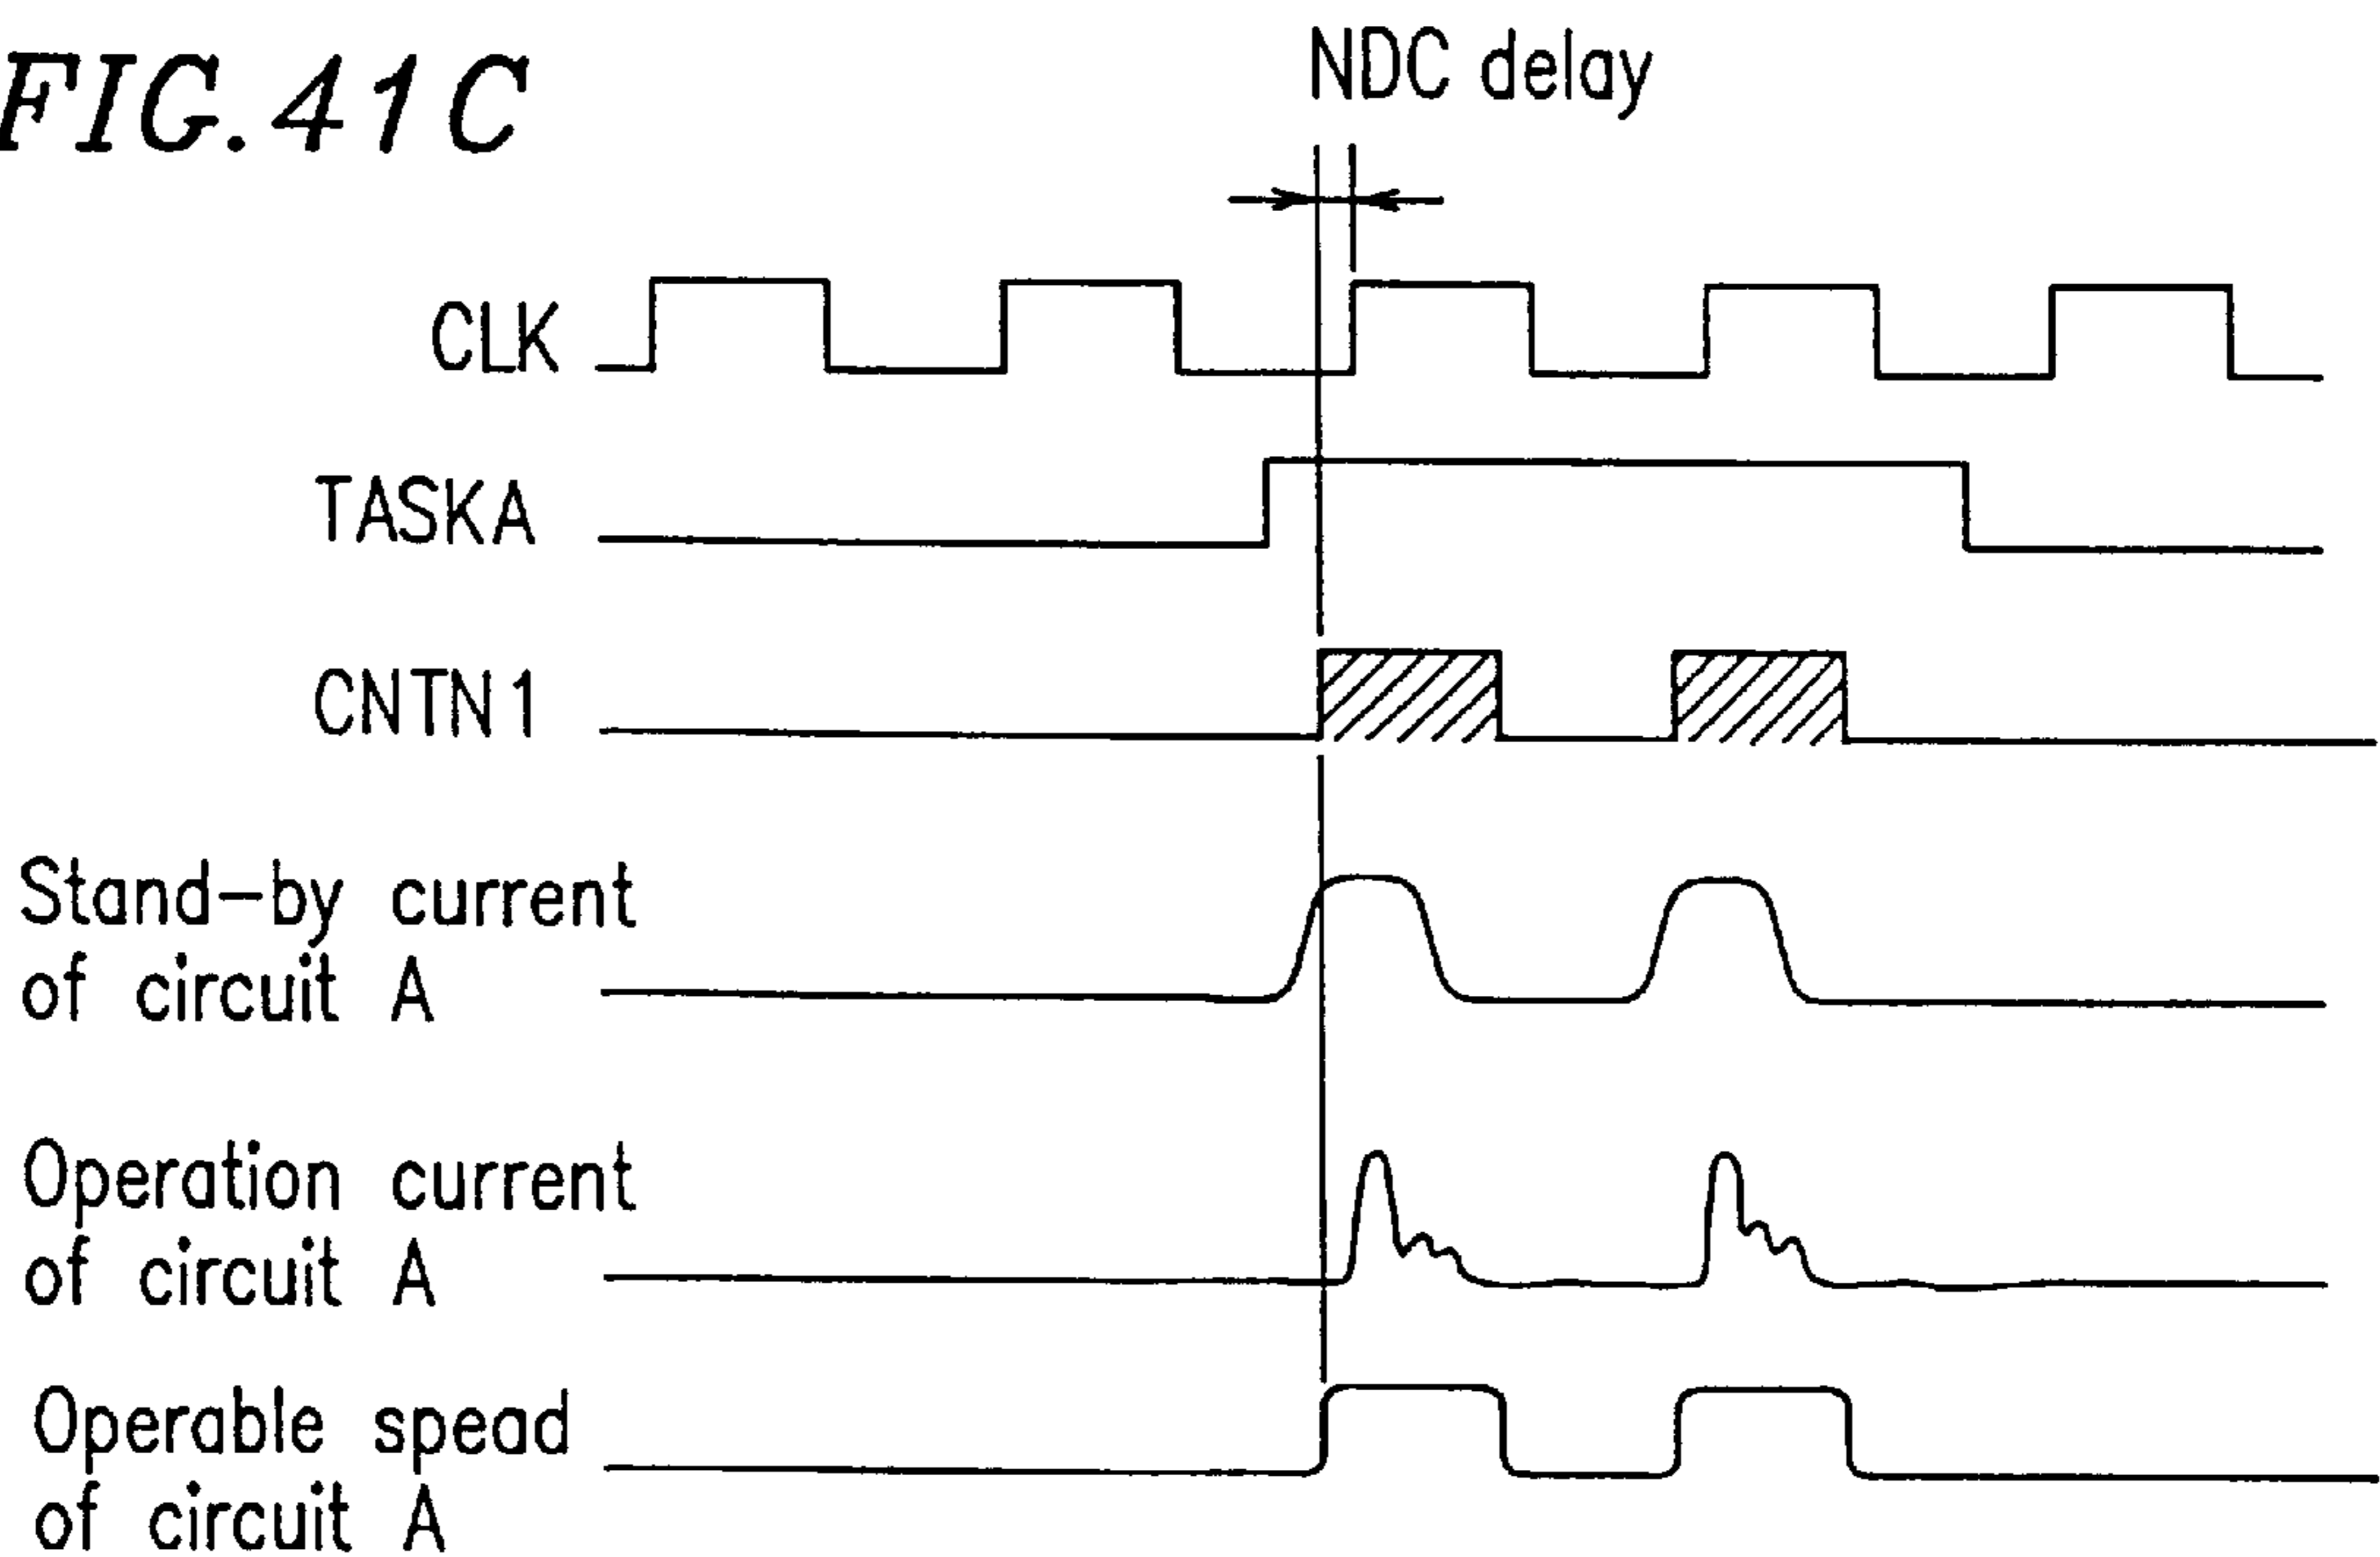 FIG. 41C
NDC delay
CLK
TASKA
CNTN1
Stand-by current
of circuit A
Operation current
of circuit A
Operable spead
of circuit A